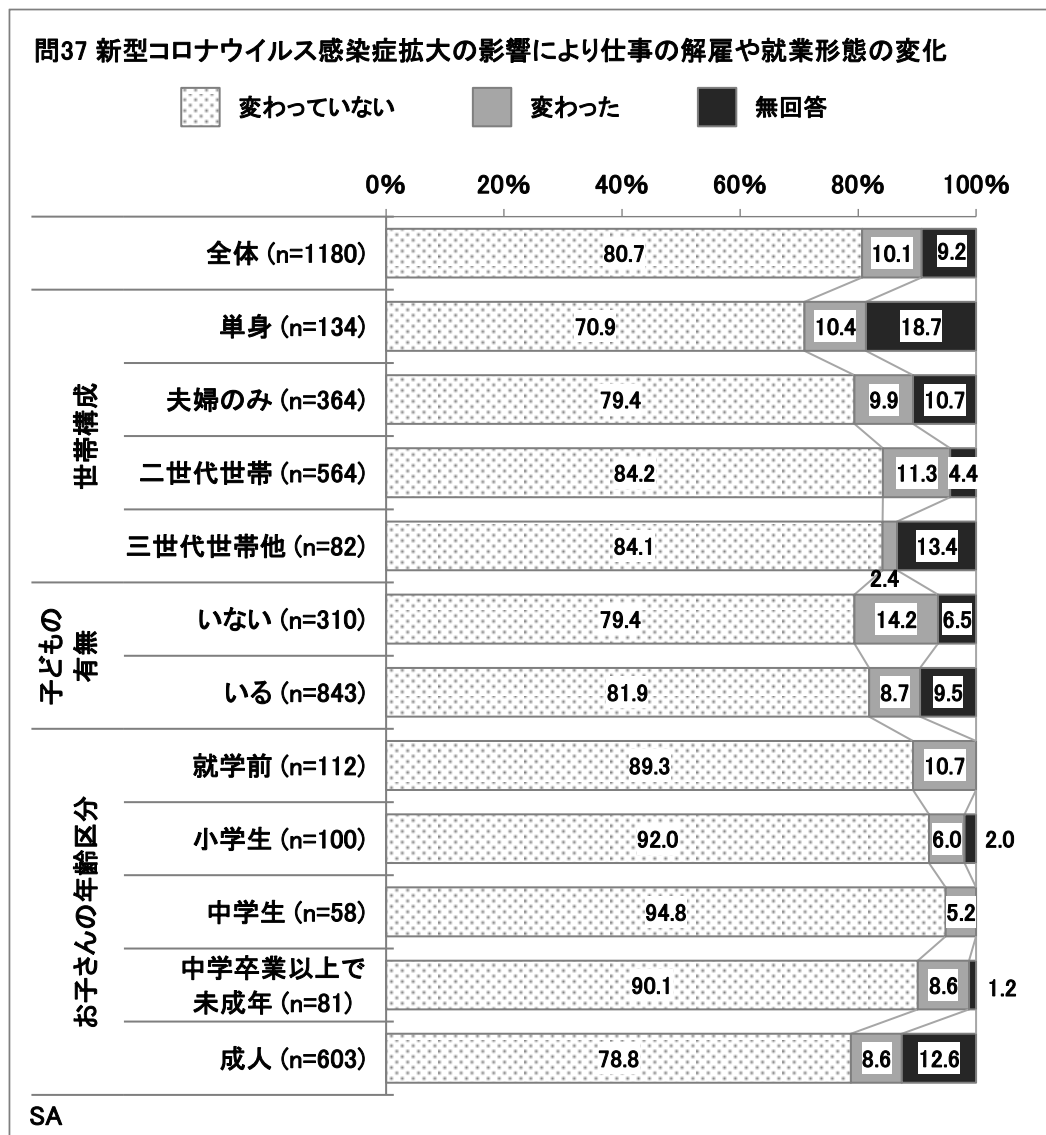 問37 新型コロナウイルス感染症拡大の影響により仕事の解雇や就業形態の変化
変わっていない 変わった 無回答
0% 20% 40% 60% 80% 100%
全体 (n=1180) 80.7 10.1 9.2
世帯構成
単身 (n=134) 70.9 10.4 18.7
夫婦のみ (n=364) 79.4 9.9 10.7
二世代世帯 (n=564) 84.2 11.3 4.4
三世代世帯他 (n=82) 84.1 2.4 13.4
子どもの
有無
いない (n=310) 79.4 14.2 6.5
いる (n=843) 81.9 8.7 9.5
お子さんの年齢区分
就学前 (n=112) 89.3 10.7
小学生 (n=100) 92.0 6.0 2.0
中学生 (n=58) 94.8 5.2
中学卒業以上で
未成年 (n=81) 90.1 8.6 1.2
成人 (n=603) 78.8 8.6 12.6
SA